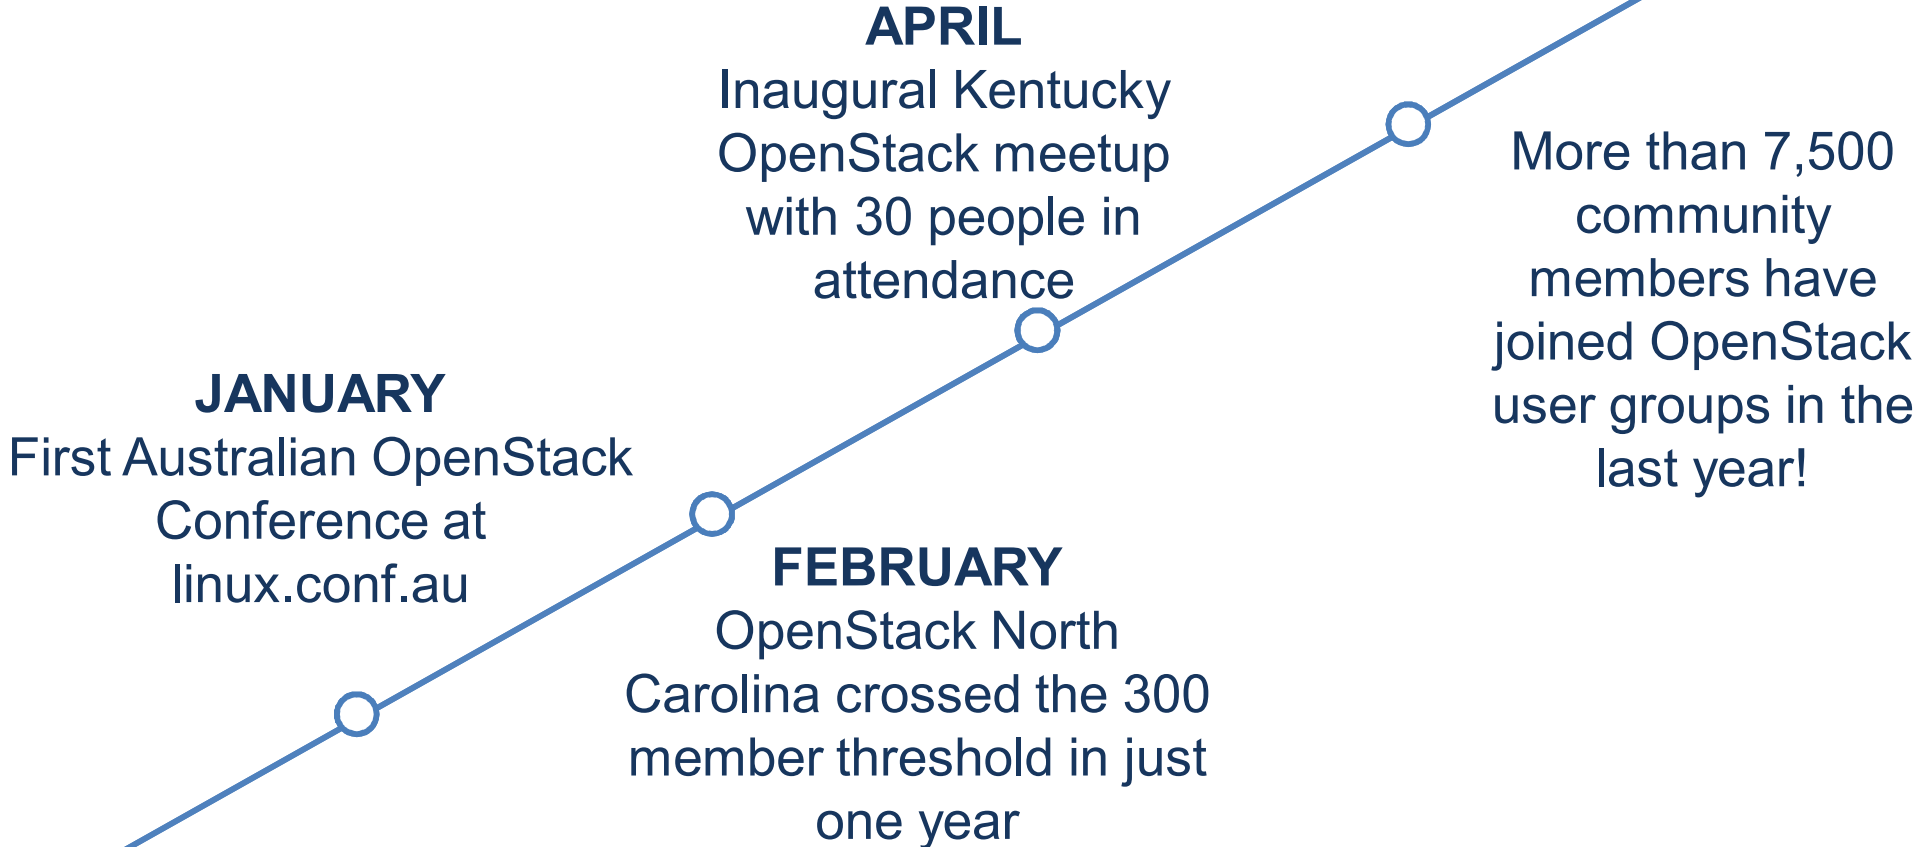 APRIL
Inaugural Kentucky
OpenStack meetup
with 30 people in
attendance
More than 7,500
community
members have
joined OpenStack
user groups in the
last year!
JANUARY
First Australian OpenStack
Conference at
linux.conf.au
FEBRUARY
OpenStack North
Carolina crossed the 300
member threshold in just
one year